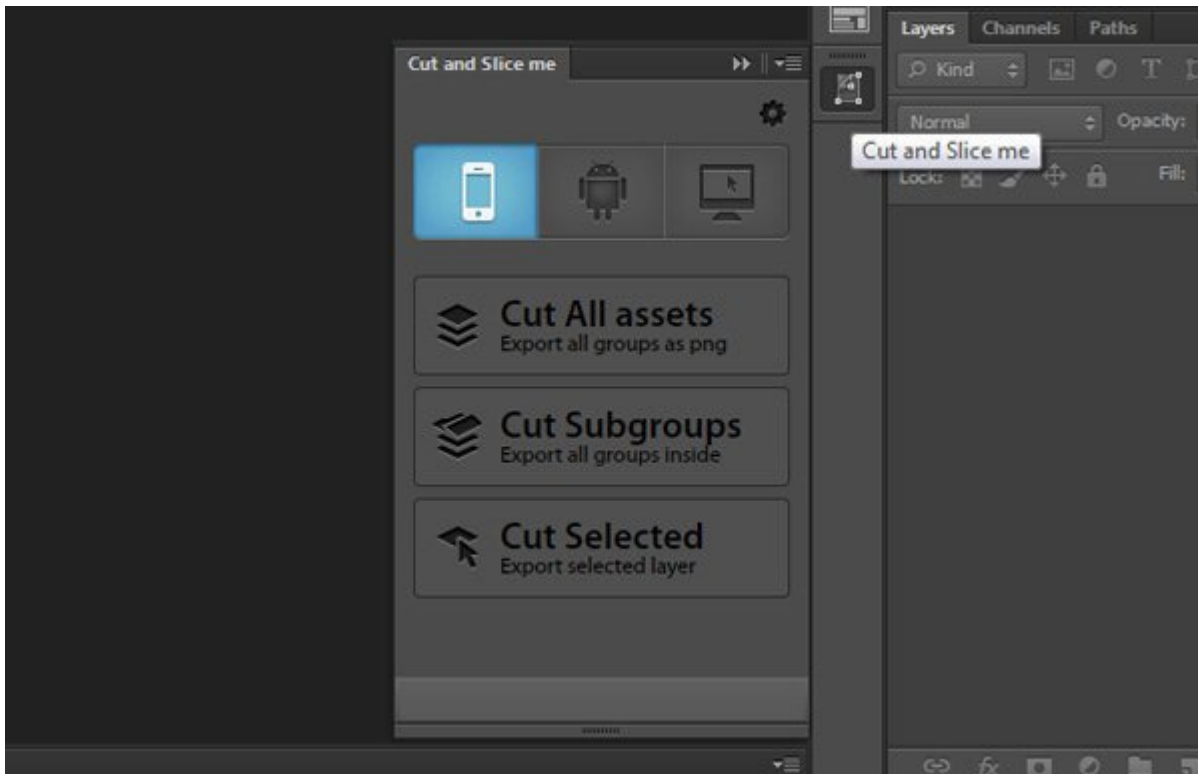 Cut and Slice me
Cut All assets
Export all groups as png
Cut Subgroups
Export all groups inside
Cut Selected
Export selected layer
Layers Channels Paths
Kind
T
Normal Opacity:
Cut and Slice me
Lock: Fill:
fx